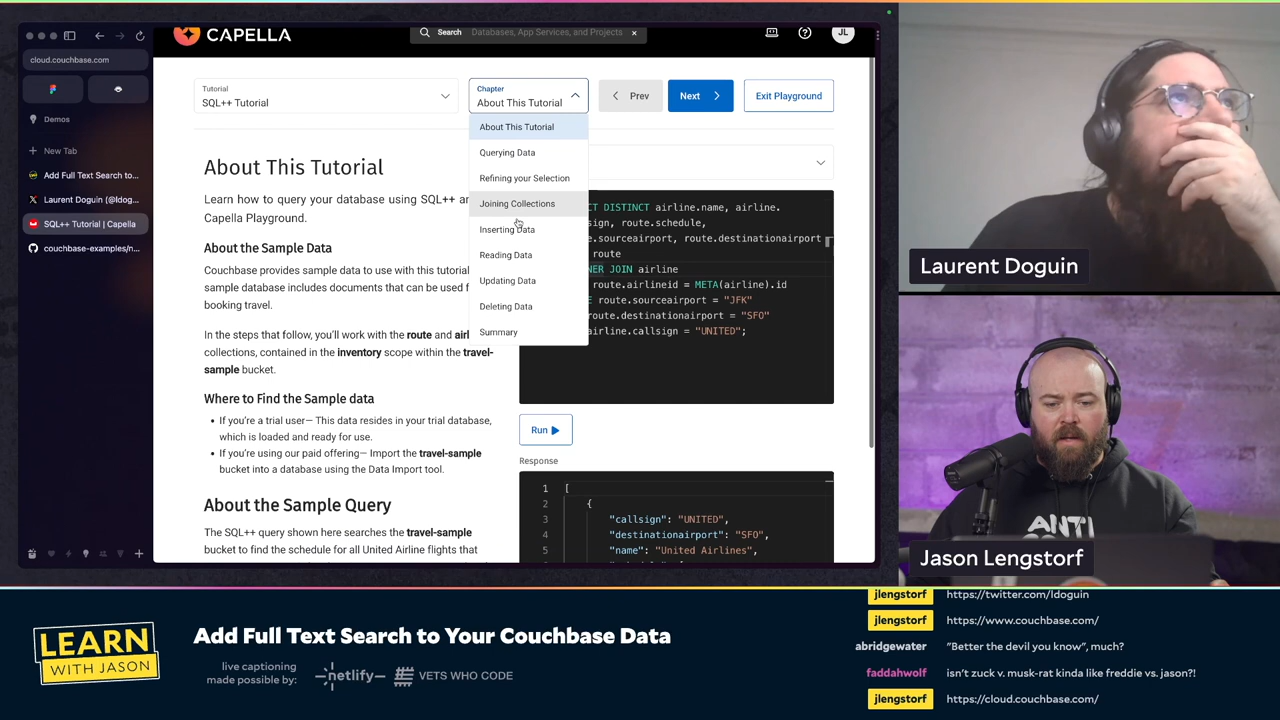 cloud.couchbase.com
Demos
New Tab
Add Full Text Search to...
Laurent Doguin (@ldog...
SQL++ Tutorial | Capella
couchbase-examples/n...
CAPELLA
Search Databases, App Services, and Projects ×
JL
Tutorial
SQL++ Tutorial
Chapter
About This Tutorial
Prev
Next
Exit Playground
About This Tutorial
Querying Data
Refining your Selection
Joining Collections
Inserting Data
Reading Data
Updating Data
Deleting Data
Summary
About This Tutorial
Learn how to query your database using SQL++ an
Capella Playground.
About the Sample Data
Couchbase provides sample data to use with this tutorial
sample database includes documents that can be used f
booking travel.
In the steps that follow, you'll work with the route and airl
collections, contained in the inventory scope within the travel-
sample bucket.
Where to Find the Sample data
• If you're a trial user— This data resides in your trial database,
which is loaded and ready for use.
• If you're using our paid offering— Import the travel-sample
bucket into a database using the Data Import tool.
About the Sample Query
The SQL++ query shown here searches the travel-sample
bucket to find the schedule for all United Airline flights that
CT DISTINCT airline.name, airline.
sign, route.schedule,
e.sourceairport, route.destinationairport
route
NER JOIN airline
route.airlineid = META(airline).id
E route.sourceairport = "JFK"
route.destinationairport = "SFO"
airline.callsign = "UNITED";
Run
Response
1 [
2 {
3 "callsign": "UNITED",
4 "destinationairport": "SFO",
5 "name": "United Airlines",
Laurent Doguin
ANTI
Jason Lengstorf
LEARN
WITH JASON
Add Full Text Search to Your Couchbase Data
live captioning
made possible by:
netlify
VETS WHO CODE
jlengstorf https://twitter.com/ldoguin
jlengstorf https://www.couchbase.com/
abridgewater "Better the devil you know", much?
faddahwolf isn't zuck v. musk-rat kinda like freddie vs. jason?!
jlengstorf https://cloud.couchbase.com/